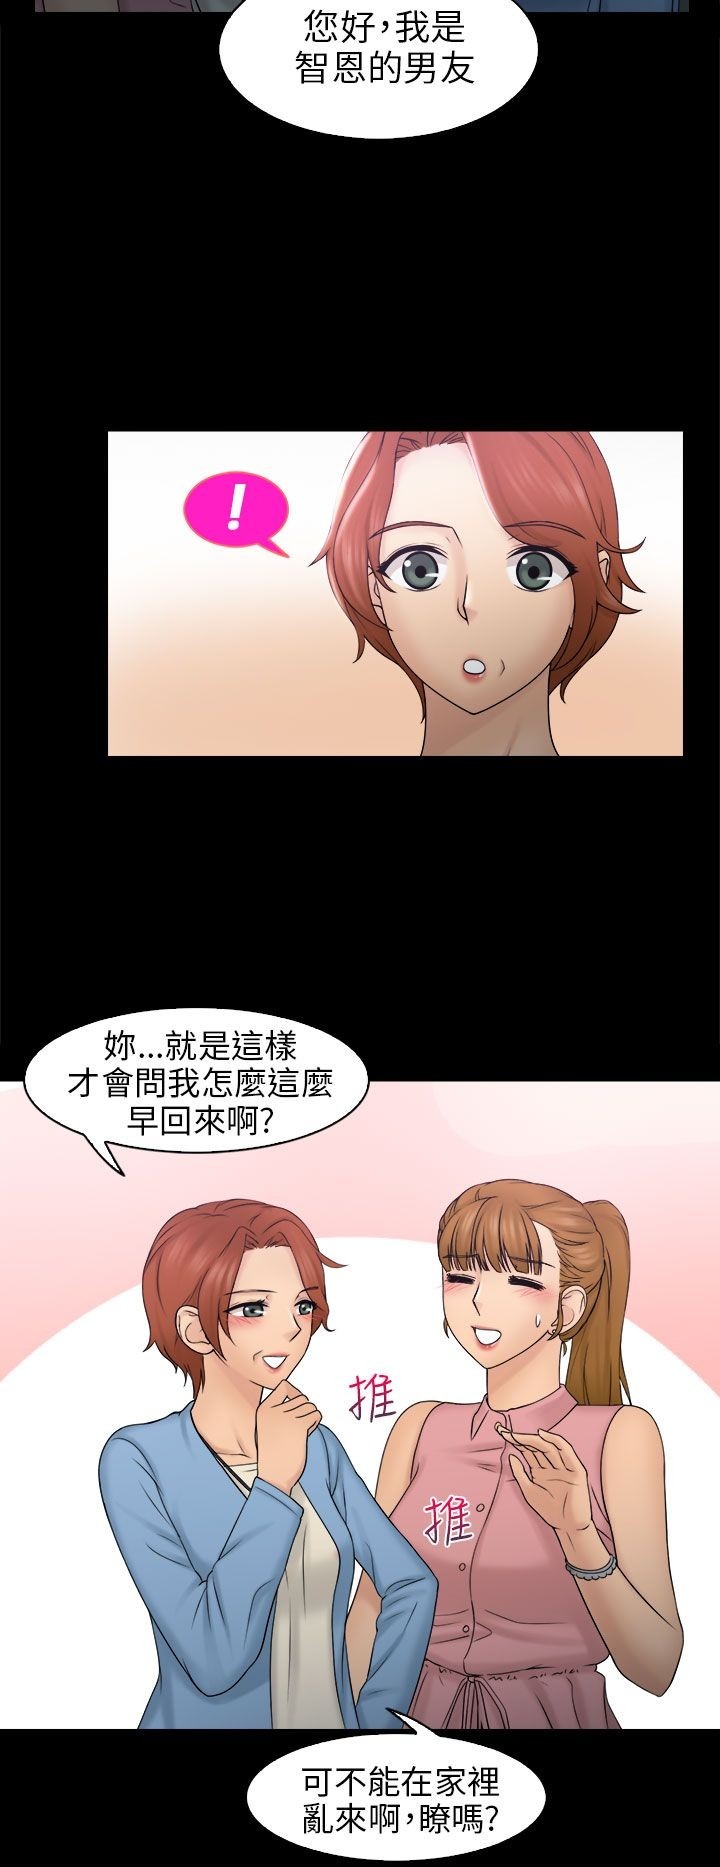 您好,我是
智恩的男友
!
妳...就是這樣
才會問我怎麼這麼
早回來啊?
推
推
可不能在家裡
亂來啊,瞭嗎?